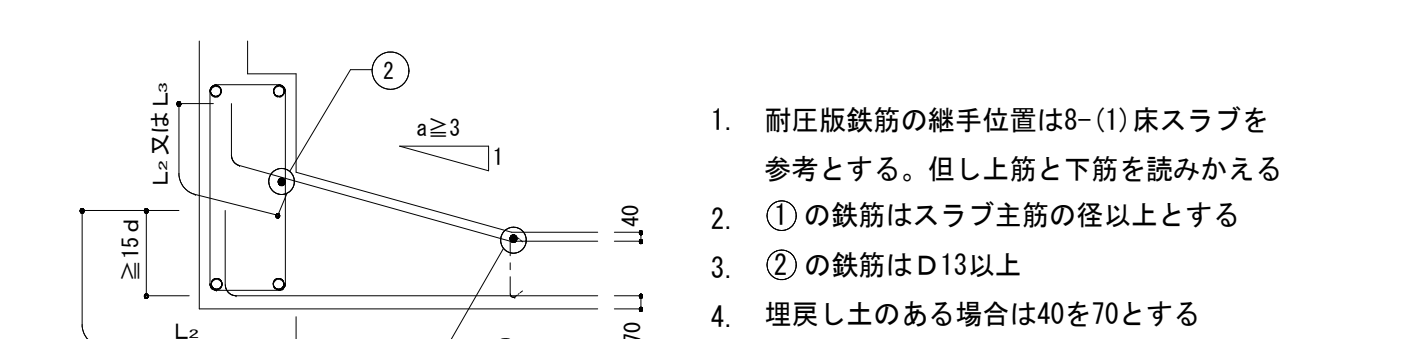 ②
L₂ 又は L₃
a≧3
1
≧15d
40
70
L₂
1. 耐圧版鉄筋の継手位置は8-(1)床スラブを
参考とする。但し上筋と下筋を読みかえる
2. ①の鉄筋はスラブ主筋の径以上とする
3. ②の鉄筋はD13以上
4. 埋戻し土のある場合は40を70とする